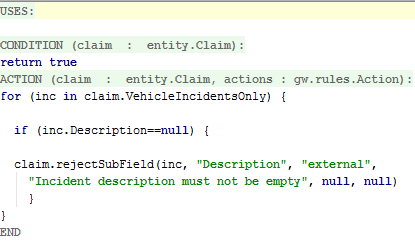 USES:
CONDITION (claim : entity.Claim):
return true
ACTION (claim : entity.Claim, actions : gw.rules.Action):
for (inc in claim.VehicleIncidentsOnly) {
if (inc.Description==null) {
claim.rejectSubField(inc, "Description", "external",
"Incident description must not be empty", null, null)
}
}
END